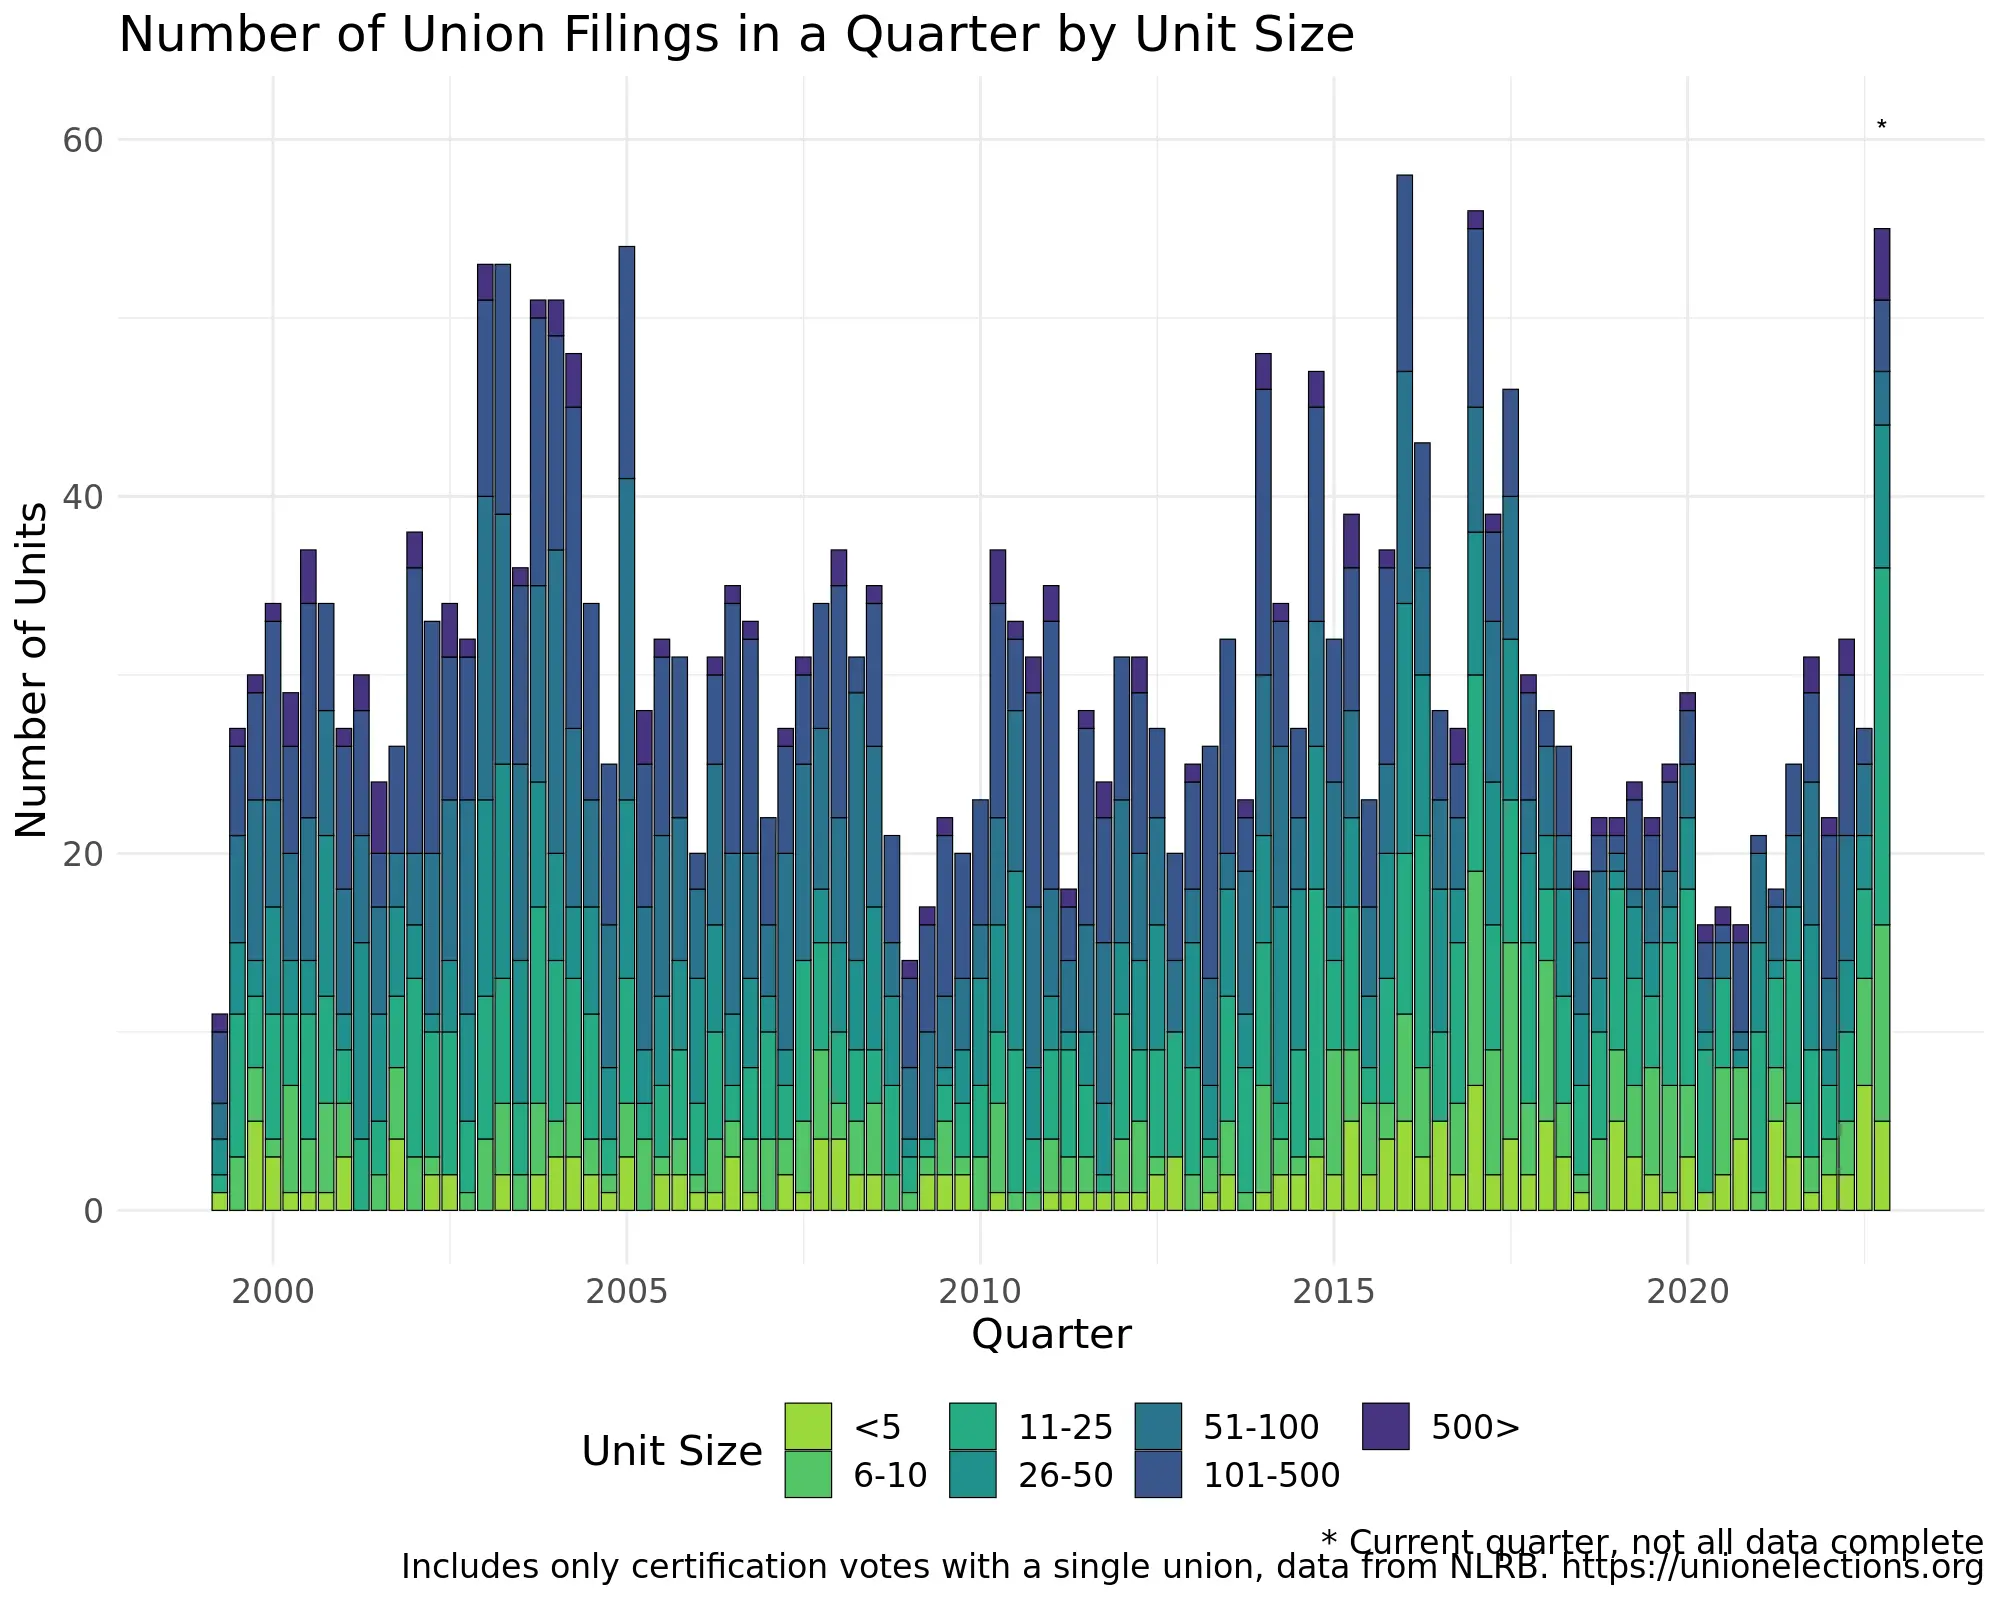 Number of Union Filings in a Quarter by Unit Size
*
60
40
20
0
Number of Units
2000 2005 2010 2015 2020
Quarter
Unit Size
<5 11-25 51-100 500>
6-10 26-50 101-500
* Current quarter, not all data complete
Includes only certification votes with a single union, data from NLRB. https://unionelections.org